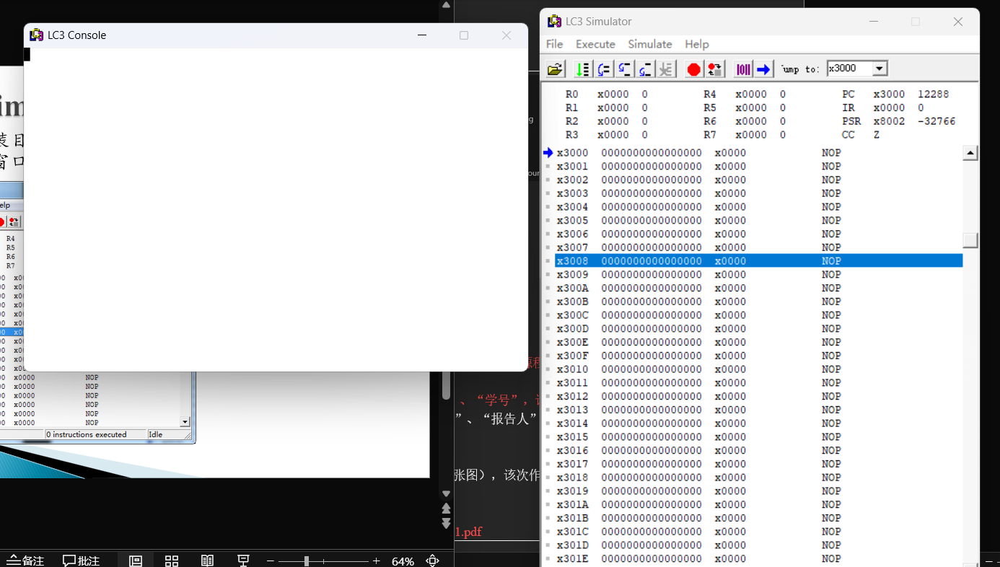 LC3 Console
LC3 Simulator
File Execute Simulate Help
ump to: x3000
R0 x0000 0 R4 x0000 0 PC x3000 12288
R1 x0000 0 R5 x0000 0 IR x0000 0
R2 x0000 0 R6 x0000 0 PSR x8002 -32766
R3 x0000 0 R7 x0000 0 CC Z
x3000 0000000000000000 x0000 NOP
x3001 0000000000000000 x0000 NOP
x3002 0000000000000000 x0000 NOP
x3003 0000000000000000 x0000 NOP
x3004 0000000000000000 x0000 NOP
x3005 0000000000000000 x0000 NOP
x3006 0000000000000000 x0000 NOP
x3007 0000000000000000 x0000 NOP
x3008 0000000000000000 x0000 NOP
x3009 0000000000000000 x0000 NOP
x300A 0000000000000000 x0000 NOP
x300B 0000000000000000 x0000 NOP
x300C 0000000000000000 x0000 NOP
x300D 0000000000000000 x0000 NOP
x300E 0000000000000000 x0000 NOP
x300F 0000000000000000 x0000 NOP
x3010 0000000000000000 x0000 NOP
x3011 0000000000000000 x0000 NOP
x3012 0000000000000000 x0000 NOP
x3013 0000000000000000 x0000 NOP
x3014 0000000000000000 x0000 NOP
x3015 0000000000000000 x0000 NOP
x3016 0000000000000000 x0000 NOP
x3017 0000000000000000 x0000 NOP
x3018 0000000000000000 x0000 NOP
x3019 0000000000000000 x0000 NOP
x301A 0000000000000000 x0000 NOP
x301B 0000000000000000 x0000 NOP
x301C 0000000000000000 x0000 NOP
x301D 0000000000000000 x0000 NOP
x301E 0000000000000000 x0000 NOP
im
装目
窗口
elp
R4
R5
R6
R7
x0000 NOP
x0000 NOP
x0000 NOP
x0000 NOP
x0000 NOP
x0000 NOP
0 instructions executed Idle
、“学号”，
”、“报告人”
张图），该次作
1.pdf
备注 批注 64%